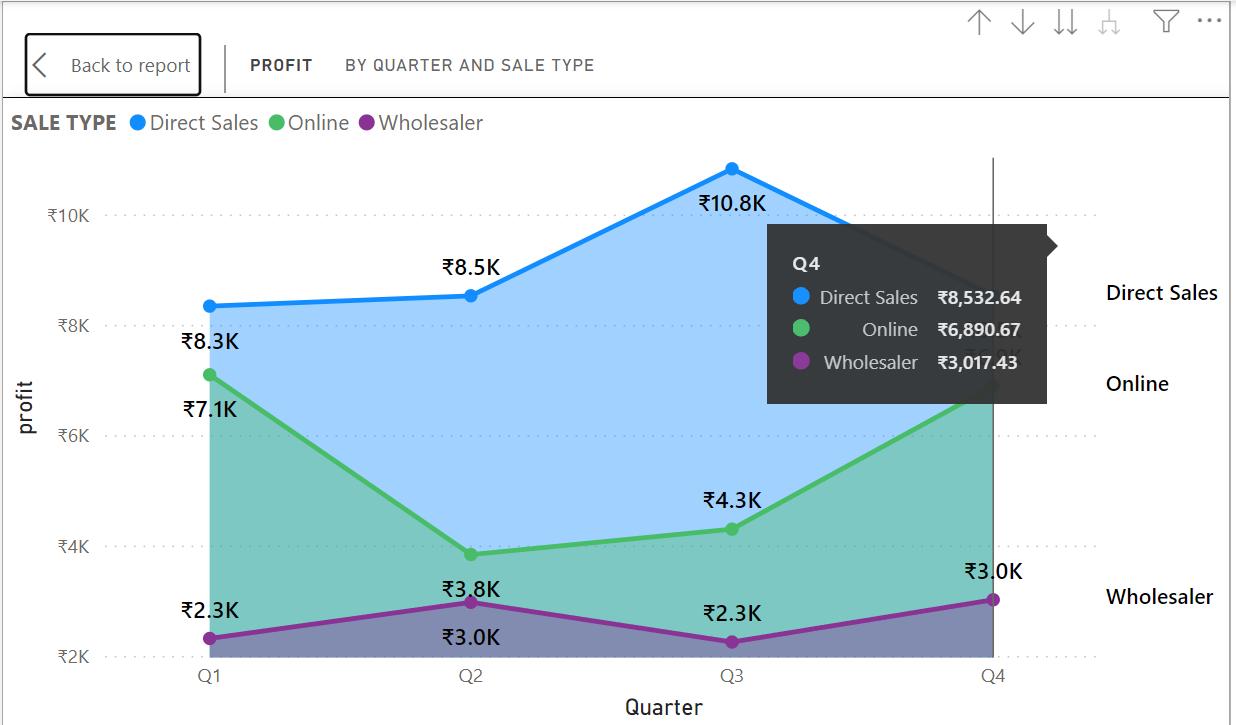 Back to report
PROFIT BY QUARTER AND SALE TYPE
SALE TYPE Direct Sales Online Wholesaler
profit
₹10K
₹8K
₹6K
₹4K
₹2K
₹8.3K
₹7.1K
₹2.3K
₹8.5K
₹3.8K
₹3.0K
₹10.8K
₹4.3K
₹2.3K
₹3.0K
Q4
Direct Sales ₹8,532.64
Online ₹6,890.67
Wholesaler ₹3,017.43
Direct Sales
Online
Wholesaler
Q1 Q2 Q3 Q4
Quarter